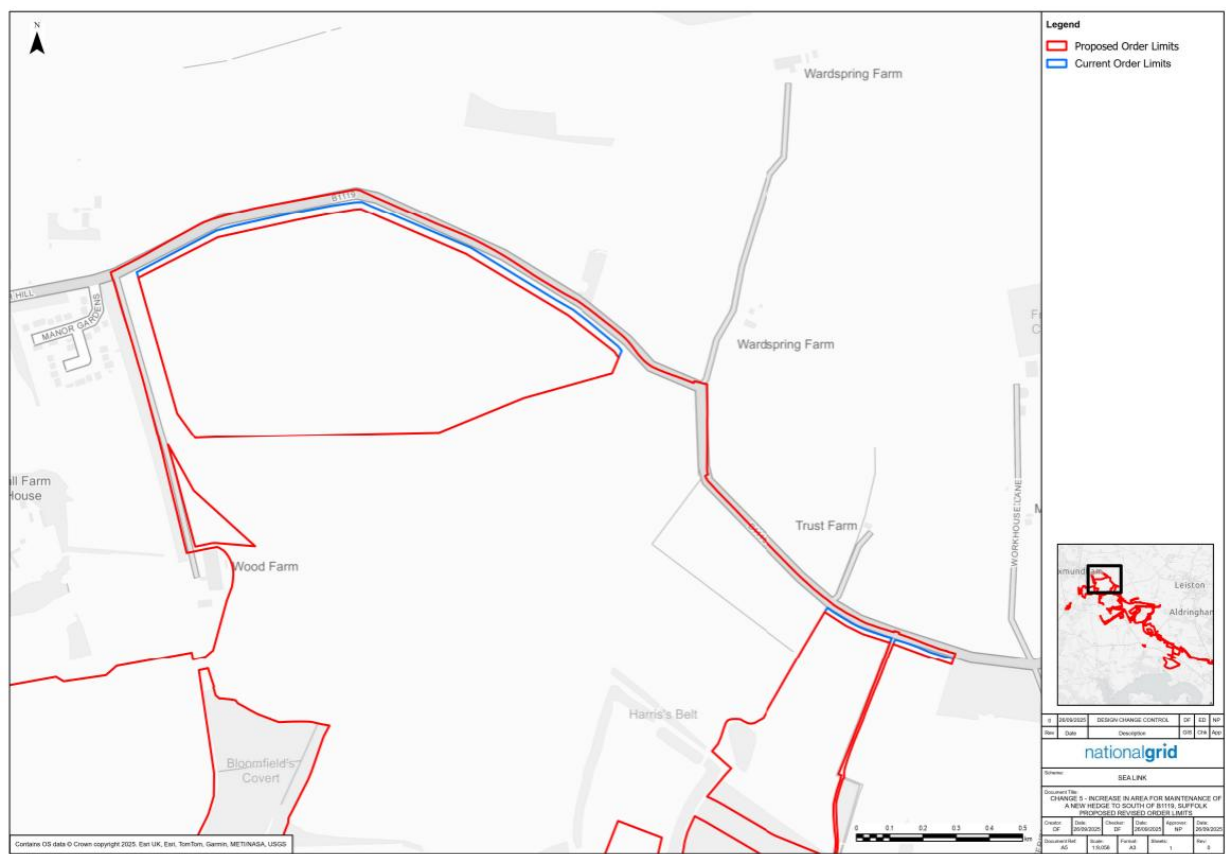 N
Wardspring Farm
B1119
HILL
MANOR GARDENS
Wardspring Farm
ll Farm
House
Wood Farm
Trust Farm
WORKHOUSE LANE
Harris's Belt
Bloomfield's
Covert
0 0.1 0.2 0.3 0.4 0.5
km
Contains OS data © Crown copyright 2025. Esri UK, Esri, TomTom, Garmin, METI/NASA, USGS
Legend
Proposed Order Limits
Current Order Limits
Leiston
Aldringham
0 26/09/2025 DESIGN CHANGE CONTROL DF ED NP
Rev Date Description GIS Chk App
nationalgrid
Scheme:
SEA LINK
Document Title:
CHANGE 5 - INCREASE IN AREA FOR MAINTENANCE OF
A NEW HEDGE TO SOUTH OF B1119, SUFFOLK
PROPOSED REVISED ORDER LIMITS
Creator: Date: Checker: Date: Approver: Date:
DF 26/09/2025 DF 26/09/2025 NP 26/09/2025
Document Ref: Scale: Format: Sheets: Rev:
A3 1 0